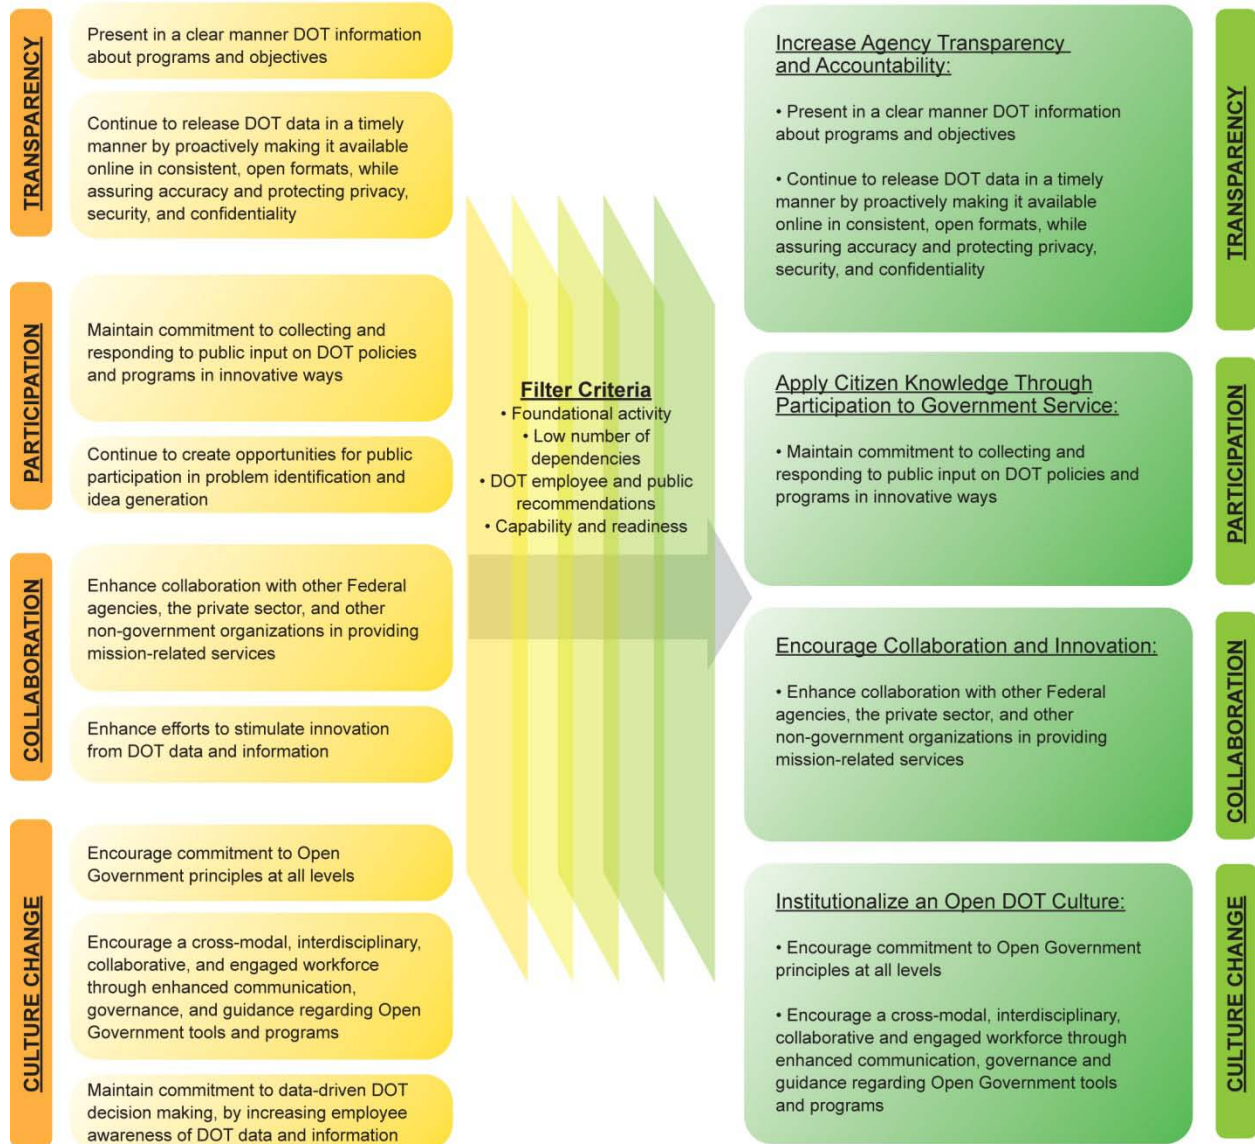 TRANSPARENCY
Present in a clear manner DOT information
about programs and objectives
Continue to release DOT data in a timely
manner by proactively making it available
online in consistent, open formats, while
assuring accuracy and protecting privacy,
security, and confidentiality
PARTICIPATION
Maintain commitment to collecting and
responding to public input on DOT policies
and programs in innovative ways
Continue to create opportunities for public
participation in problem identification and
idea generation
COLLABORATION
Enhance collaboration with other Federal
agencies, the private sector, and other
non-government organizations in providing
mission-related services
Enhance efforts to stimulate innovation
from DOT data and information
CULTURE CHANGE
Encourage commitment to Open
Government principles at all levels
Encourage a cross-modal, interdisciplinary,
collaborative, and engaged workforce
through enhanced communication,
governance, and guidance regarding Open
Government tools and programs
Maintain commitment to data-driven DOT
decision making, by increasing employee
awareness of DOT data and information
Filter Criteria
• Foundational activity
• Low number of
dependencies
• DOT employee and public
recommendations
• Capability and readiness
Increase Agency Transparency
and Accountability:
• Present in a clear manner DOT information
about programs and objectives
• Continue to release DOT data in a timely
manner by proactively making it available
online in consistent, open formats, while
assuring accuracy and protecting privacy,
security, and confidentiality
TRANSPARENCY
Apply Citizen Knowledge Through
Participation to Government Service:
• Maintain commitment to collecting and
responding to public input on DOT policies and
programs in innovative ways
PARTICIPATION
Encourage Collaboration and Innovation:
• Enhance collaboration with other Federal
agencies, the private sector, and other
non-government organizations in providing
mission-related services
COLLABORATION
Institutionalize an Open DOT Culture:
• Encourage commitment to Open Government
principles at all levels
• Encourage a cross-modal, interdisciplinary,
collaborative and engaged workforce through
enhanced communication, governance and
guidance regarding Open Government tools
and programs
CULTURE CHANGE